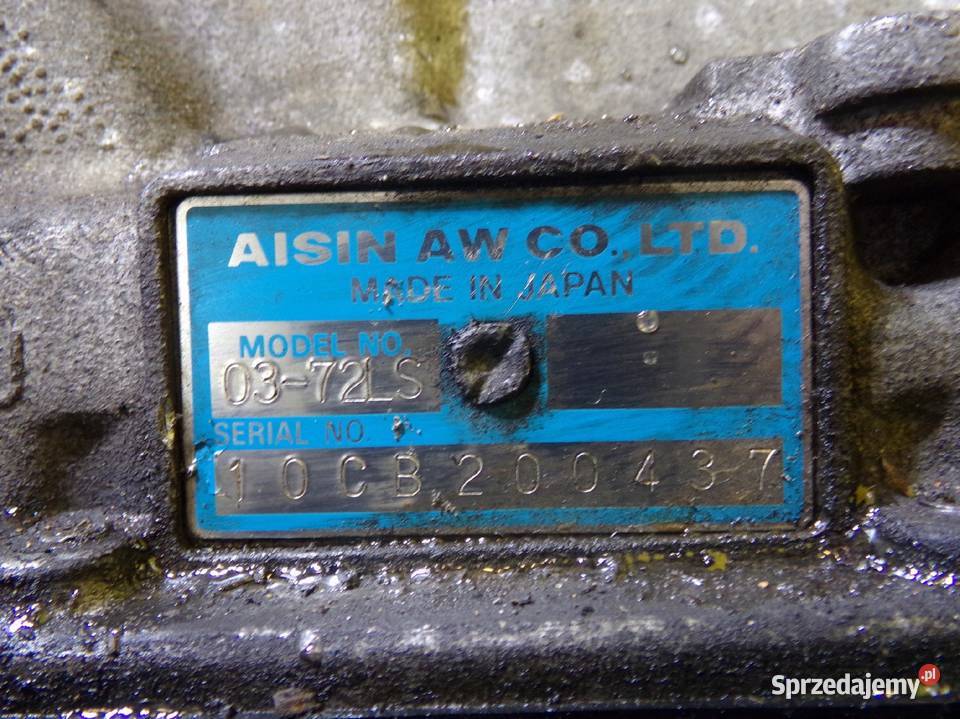 AISIN AW CO., LTD.
MADE IN JAPAN
MODEL NO.
03-72LS
SERIAL NO.
10CB200437
Sprzedajemy.pl